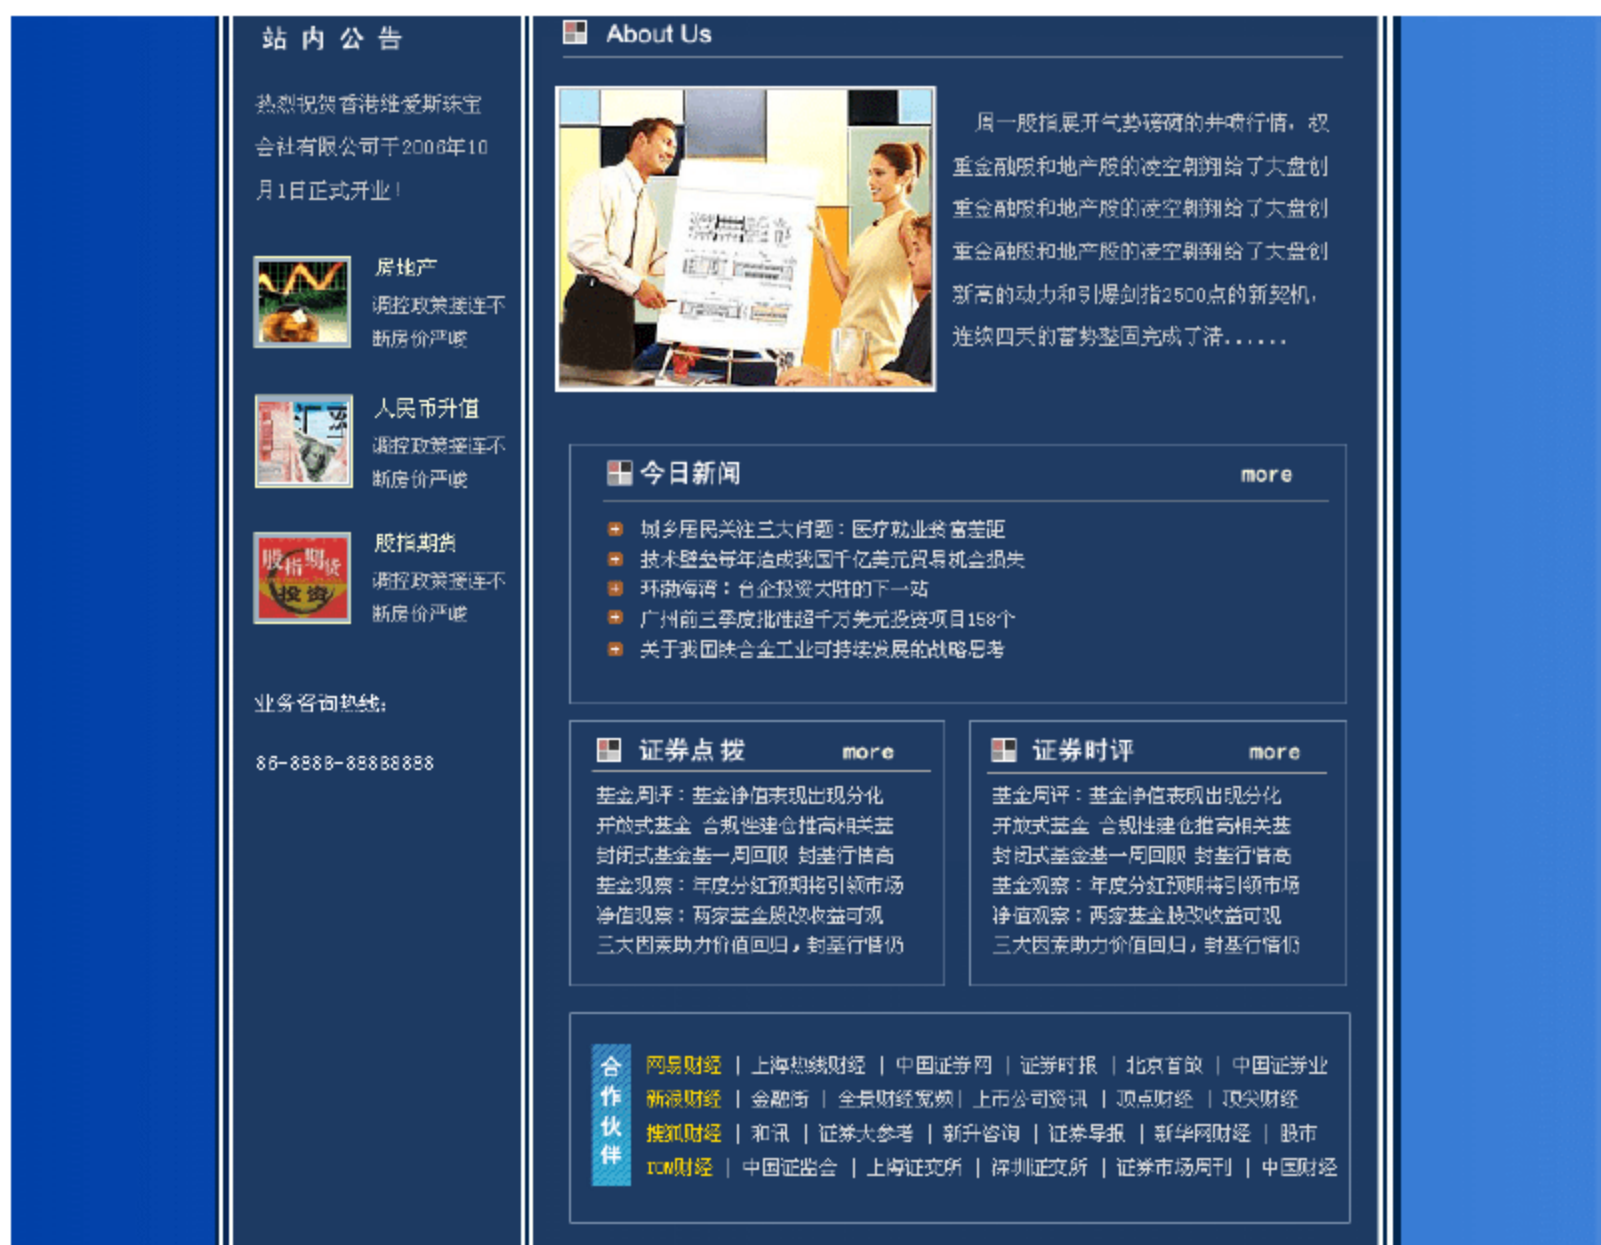 站内公告
热烈祝贺香港维爱斯珠宝
会社有限公司于2006年10
月1日正式开业！
房地产
调控政策接连不
断房价严峻
人民币升值
调控政策接连不
断房价严峻
股指期货
股指期货
投资
调控政策接连不
断房价严峻
业务咨询热线：
86-8888-88888888
About Us
周一股指展开气势磅礴的井喷行情，权
重金融股和地产股的凌空翱翔给了大盘创
重金融股和地产股的凌空翱翔给了大盘创
重金融股和地产股的凌空翱翔给了大盘创
新高的动力和引爆剑指2500点的新契机，
连续四天的蓄势整固完成了清......
今日新闻 more
城乡居民关注三大问题：医疗就业贫富差距
技术壁垒每年造成我国千亿美元贸易机会损失
环渤海湾：台企投资大陆的下一站
广州前三季度批准超千万美元投资项目158个
关于我国铁合金工业可持续发展的战略思考
证券点拨 more
基金周评：基金净值表现出现分化
开放式基金 合规性建仓推高相关基
封闭式基金基一周回顾 封基行情高
基金观察：年度分红预期将引领市场
净值观察：两家基金股改收益可观
三大因素助力价值回归，封基行情仍
证券时评 more
基金周评：基金净值表现出现分化
开放式基金 合规性建仓推高相关基
封闭式基金基一周回顾 封基行情高
基金观察：年度分红预期将引领市场
净值观察：两家基金股改收益可观
三大因素助力价值回归，封基行情仍
合作伙伴
网易财经 | 上海热线财经 | 中国证券网 | 证券时报 | 北京首放 | 中国证券业
新浪财经 | 金融街 | 全景财经宽频 | 上市公司资讯 | 顶点财经 | 顶尖财经
搜狐财经 | 和讯 | 证券大参考 | 新升咨询 | 证券导报 | 新华网财经 | 股市
TOM财经 | 中国证监会 | 上海证交所 | 深圳证交所 | 证券市场周刊 | 中国财经